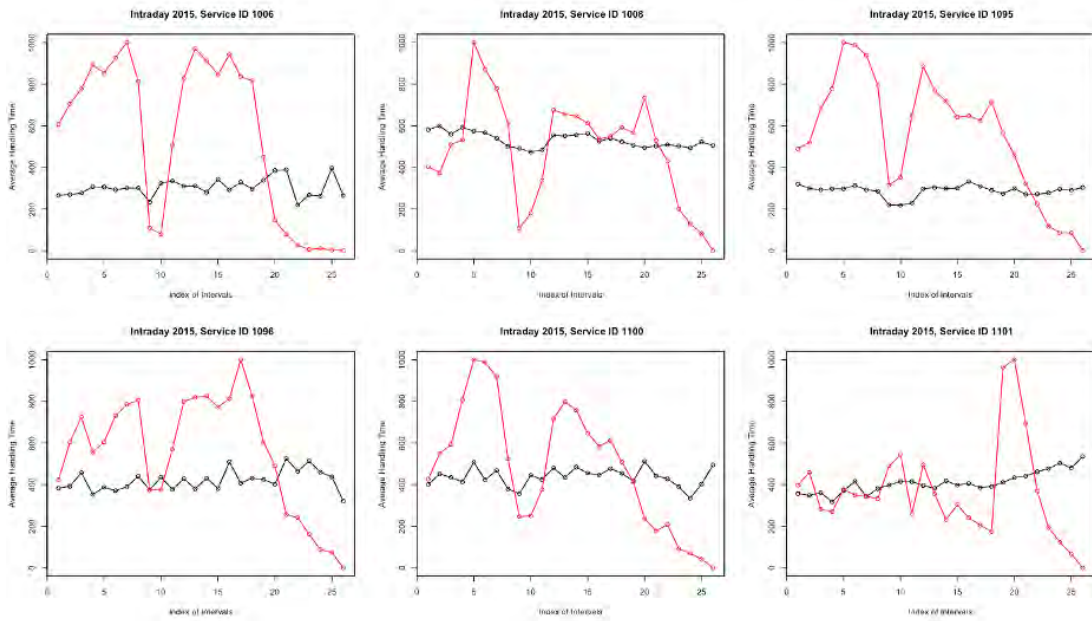 Intraday 2015, Service ID 1006
Average Handling Time
1000
800
600
400
200
0
0 5 10 15 20 25
Index of Intervals
Intraday 2015, Service ID 1008
Average Handling Time
1000
800
600
400
200
0
0 5 10 15 20 25
Index of Intervals
Intraday 2015, Service ID 1095
Average Handling Time
1000
800
600
400
200
0
0 5 10 15 20 25
Index of Intervals
Intraday 2015, Service ID 1096
Average Handling Time
1000
800
600
400
200
0
0 5 10 15 20 25
Index of Intervals
Intraday 2015, Service ID 1100
Average Handling Time
1000
800
600
400
200
0
0 5 10 15 20 25
Index of Intervals
Intraday 2015, Service ID 1101
Average Handling Time
1000
800
600
400
200
0
0 5 10 15 20 25
Index of Intervals